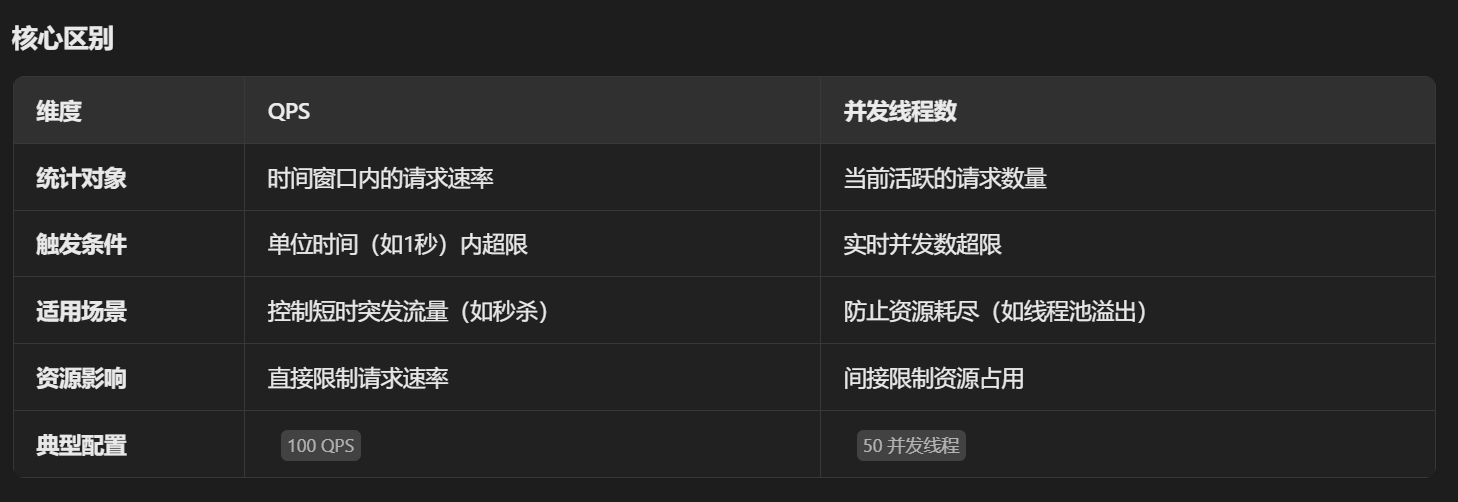 核心区别
维度 QPS 并发线程数
统计对象 时间窗口内的请求速率 当前活跃的请求数量
触发条件 单位时间（如1秒）内超限 实时并发数超限
适用场景 控制短时突发流量（如秒杀） 防止资源耗尽（如线程池溢出）
资源影响 直接限制请求速率 间接限制资源占用
典型配置 100 QPS 50 并发线程